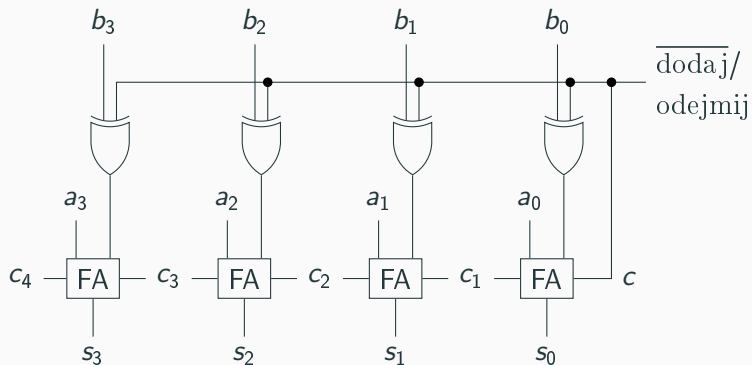 b₃ b₂ b₁ b₀
dodaj/
odejmij
a₃ a₂ a₁ a₀
c₄ FA c₃ FA c₂ FA c₁ FA c
s₃ s₂ s₁ s₀